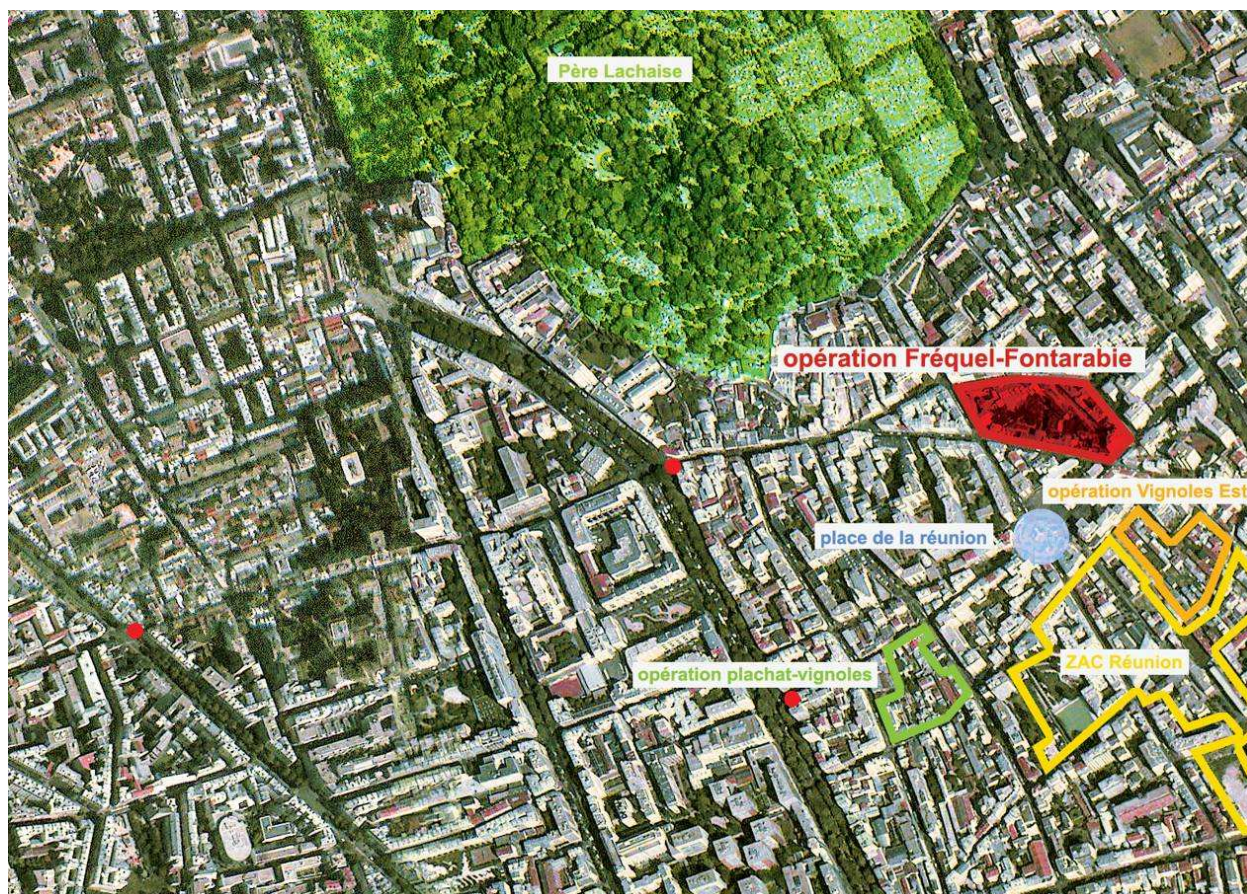 Père Lachaise
opération Fréquel-Fontarabie
opération Vignoles Est
place de la réunion
ZAC Réunion
opération plachat-vignoles